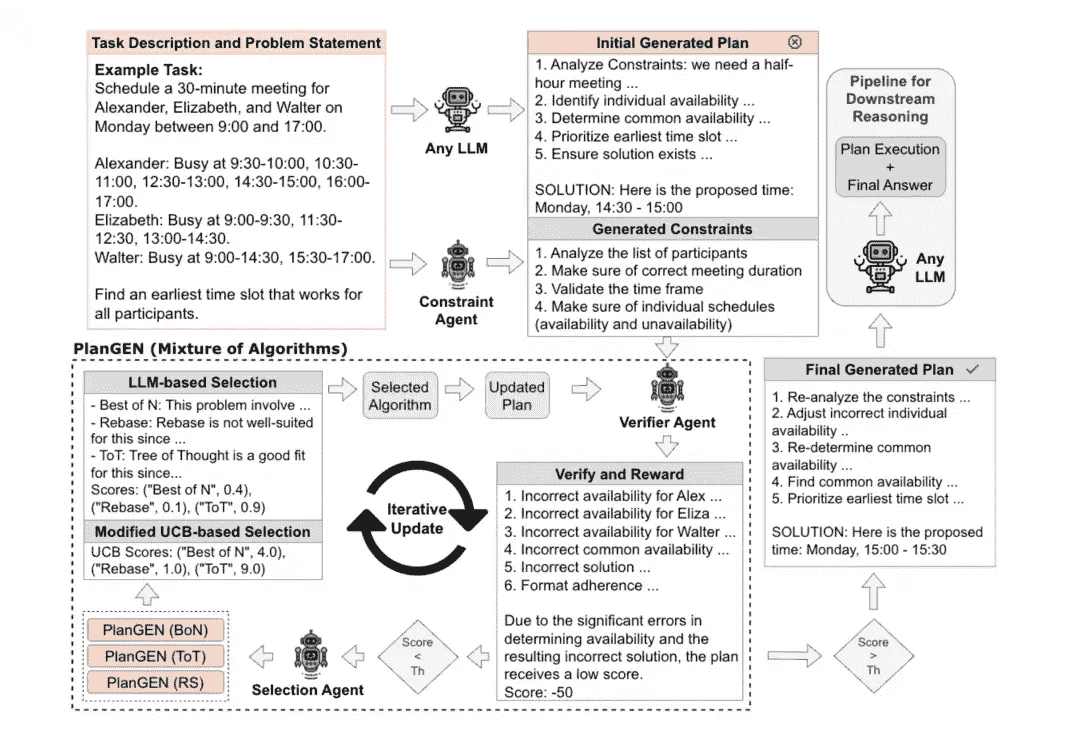 Task Description and Problem Statement
Example Task:
Schedule a 30-minute meeting for
Alexander, Elizabeth, and Walter on
Monday between 9:00 and 17:00.
Alexander: Busy at 9:30-10:00, 10:30-
11:00, 12:30-13:00, 14:30-15:00, 16:00-
17:00.
Elizabeth: Busy at 9:00-9:30, 11:30-
12:30, 13:00-14:30.
Walter: Busy at 9:00-14:30, 15:30-17:00.
Find an earliest time slot that works for
all participants.
Any LLM
Constraint
Agent
Initial Generated Plan
1. Analyze Constraints: we need a half-
hour meeting ...
2. Identify individual availability ...
3. Determine common availability ...
4. Prioritize earliest time slot ...
5. Ensure solution exists ...
SOLUTION: Here is the proposed time:
Monday, 14:30 - 15:00
Generated Constraints
1. Analyze the list of participants
2. Make sure of correct meeting duration
3. Validate the time frame
4. Make sure of individual schedules
(availability and unavailability)
Pipeline for
Downstream
Reasoning
Plan Execution
+
Final Answer
Any
LLM
PlanGEN (Mixture of Algorithms)
LLM-based Selection
- Best of N: This problem involve ...
- Rebase: Rebase is not well-suited
for this since ...
- ToT: Tree of Thought is a good fit
for this since...
Scores: ("Best of N", 0.4),
("Rebase", 0.1), ("ToT", 0.9)
Modified UCB-based Selection
UCB Scores: ("Best of N", 4.0),
("Rebase", 1.0), ("ToT", 9.0)
Selected
Algorithm
Updated
Plan
Verifier Agent
Iterative
Update
Verify and Reward
1. Incorrect availability for Alex ...
2. Incorrect availability for Eliza ...
3. Incorrect availability for Walter ...
4. Incorrect common availability ...
5. Incorrect solution ...
6. Format adherence ...
Due to the significant errors in
determining availability and the
resulting incorrect solution, the plan
receives a low score.
Score: -50
PlanGEN (BoN)
PlanGEN (ToT)
PlanGEN (RS)
Selection Agent
Score
<
Th
Final Generated Plan
1. Re-analyze the constraints ...
2. Adjust incorrect individual
availability ..
3. Re-determine common
availability ...
4. Find common availability ...
5. Prioritize earliest time slot ...
SOLUTION: Here is the proposed
time: Monday, 15:00 - 15:30
Score
>
Th